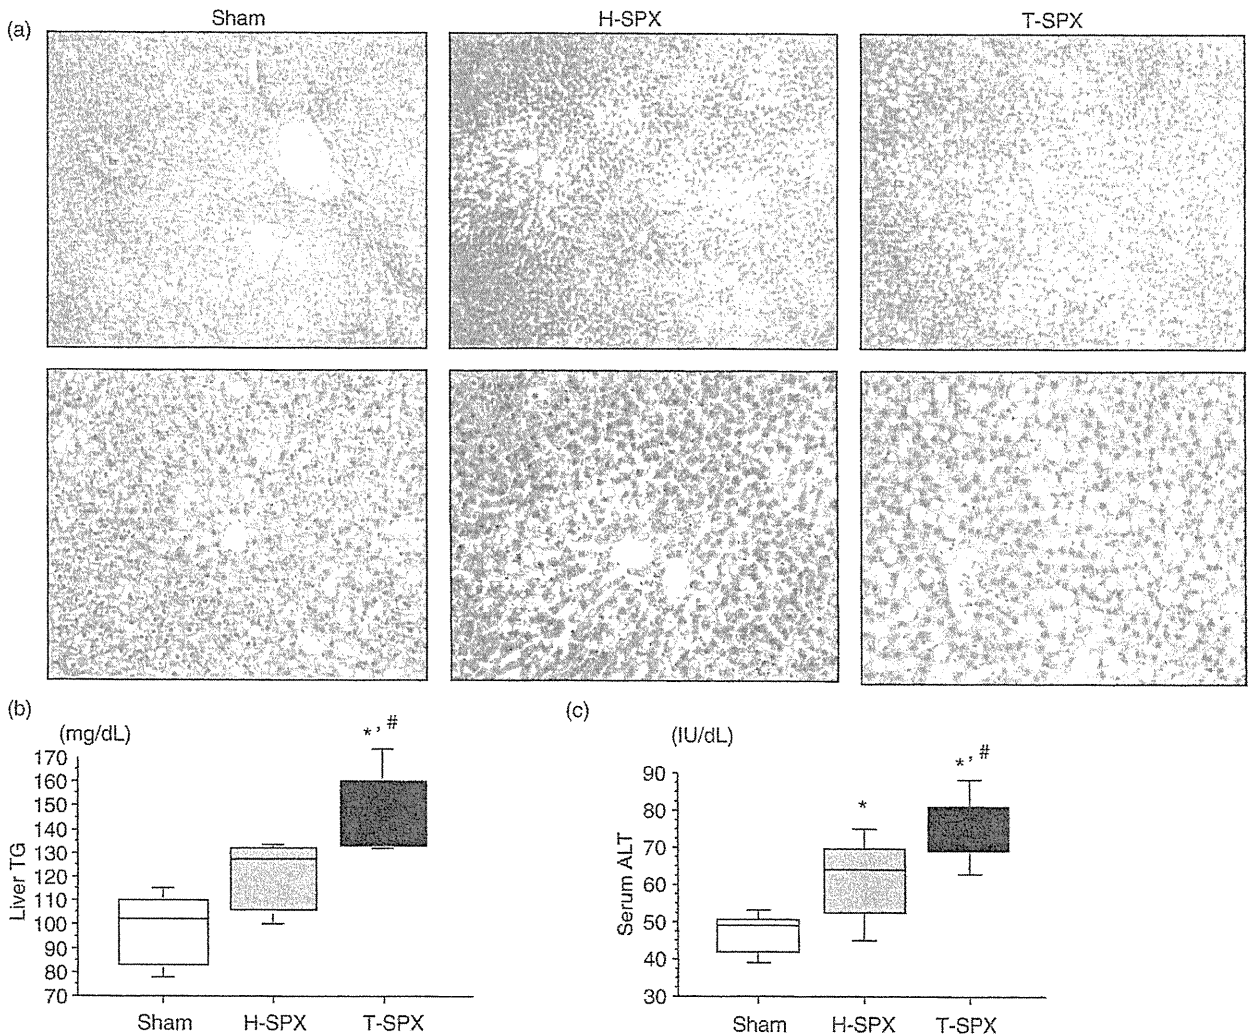 Sham H-SPX T-SPX
(a)
(b) (c)
(mg/dL) *, # (IU/dL) *, #
170
160
150
140
130
120
110
100
90
80
70
Liver TG
Sham H-SPX T-SPX
*
90
80
70
60
50
40
30
Serum ALT
Sham H-SPX T-SPX